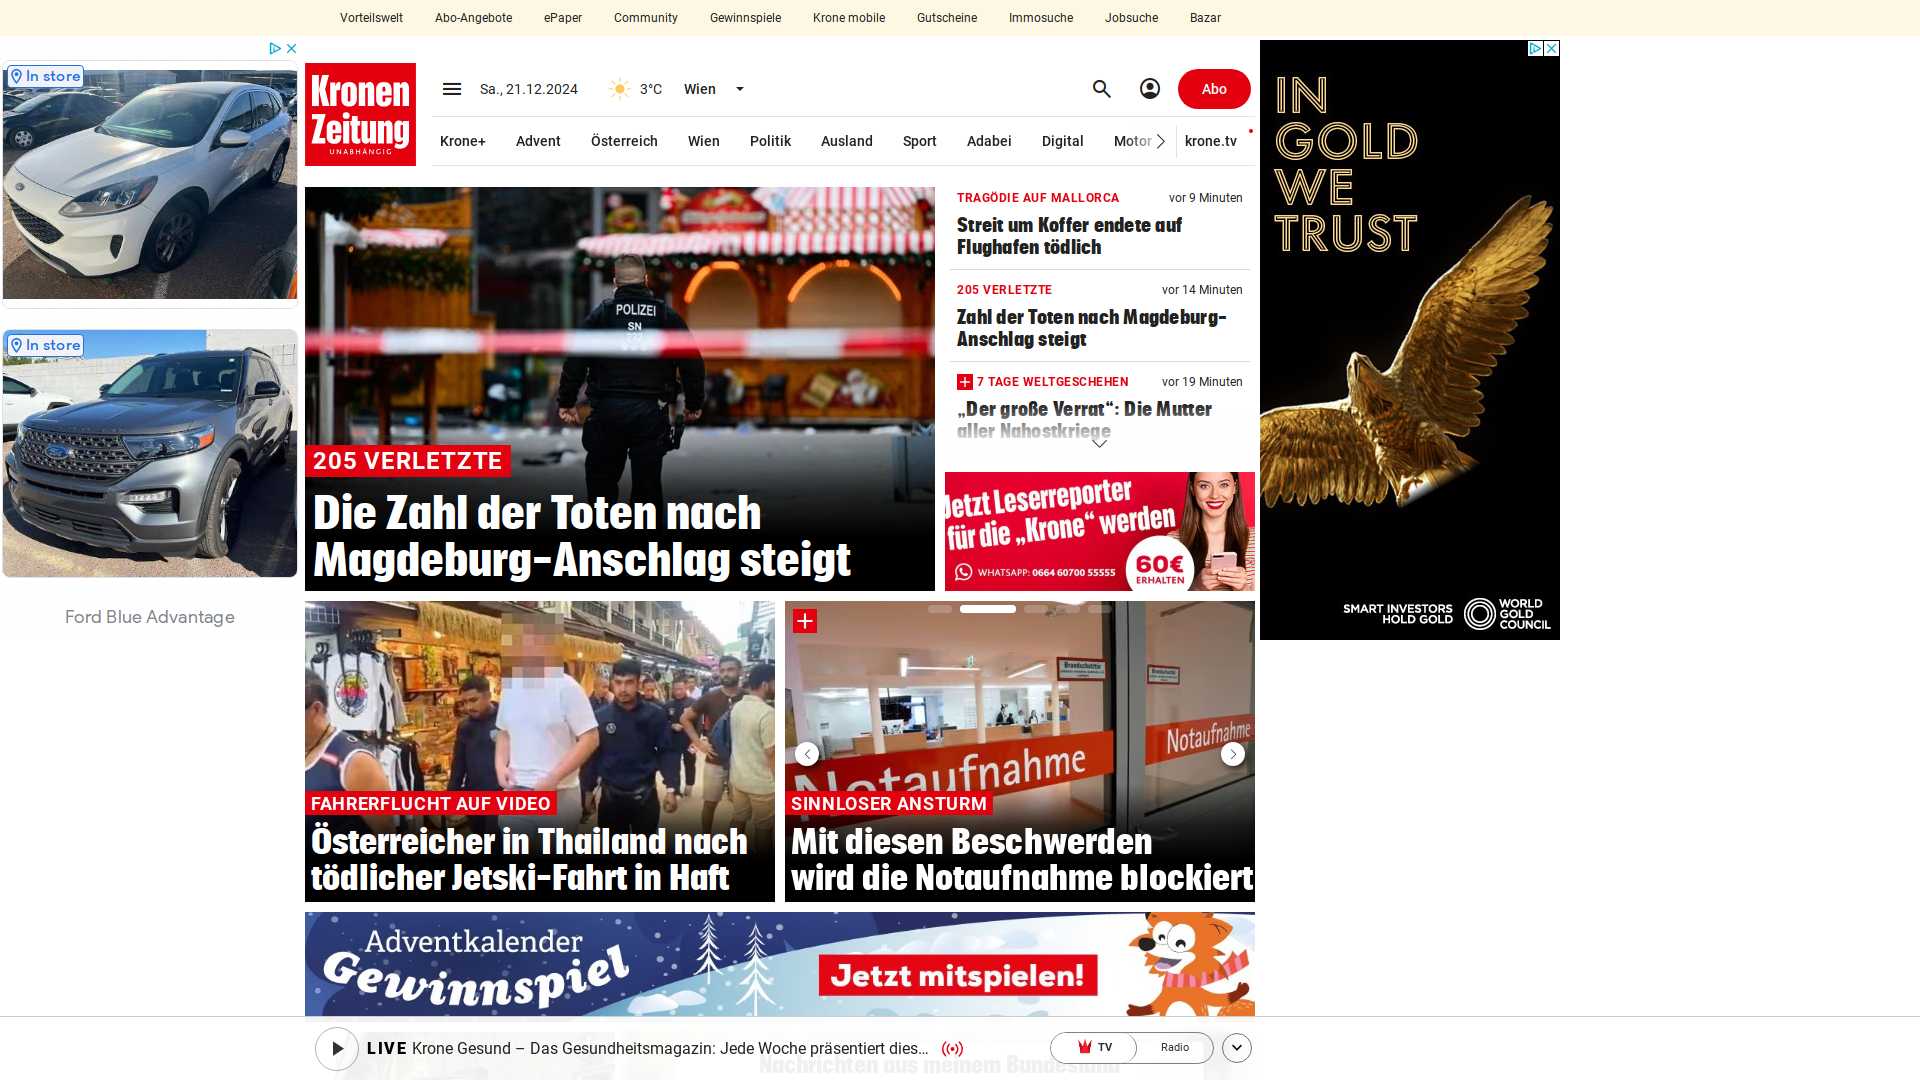 Vorteilswelt
Abo-Angebote
ePaper
Community
Gewinnspiele
Krone mobile
Gutscheine
Immosuche
Jobsuche
Bazar
In store
In store
Ford Blue Advantage
Kronen
Zeitung
UNABHÄNGIG
Sa., 21.12.2024
3°C
Wien
Abo
Krone+
Advent
Österreich
Wien
Politik
Ausland
Sport
Adabei
Digital
Motor
krone.tv
POLIZEI
SN
205 VERLETZTE
Die Zahl der Toten nach
Magdeburg-Anschlag steigt
TRAGÖDIE AUF MALLORCA
vor 9 Minuten
Streit um Koffer endete auf
Flughafen tödlich
205 VERLETZTE
vor 14 Minuten
Zahl der Toten nach Magdeburg-
Anschlag steigt
7 TAGE WELTGESCHEHEN
vor 19 Minuten
„Der große Verrat“: Die Mutter
aller Nahostkriege
Jetzt Leserreporter
für die „Krone“ werden
WHATSAPP: 0664 60700 55555
60€
ERHALTEN
FAHRERFLUCHT AUF VIDEO
Österreicher in Thailand nach
tödlicher Jetski-Fahrt in Haft
Brandschutztür
Notaufnahme
Notaufnahme
SINNLOSER ANSTURM
Mit diesen Beschwerden
wird die Notaufnahme blockiert
Adventkalender
Gewinnspiel
Jetzt mitspielen!
LIVE Krone Gesund – Das Gesundheitsmagazin: Jede Woche präsentiert dies...
TV
Radio
Nachrichten aus meinem Bundesland
IN
GOLD
WE
TRUST
SMART INVESTORS
HOLD GOLD
WORLD
GOLD
COUNCIL